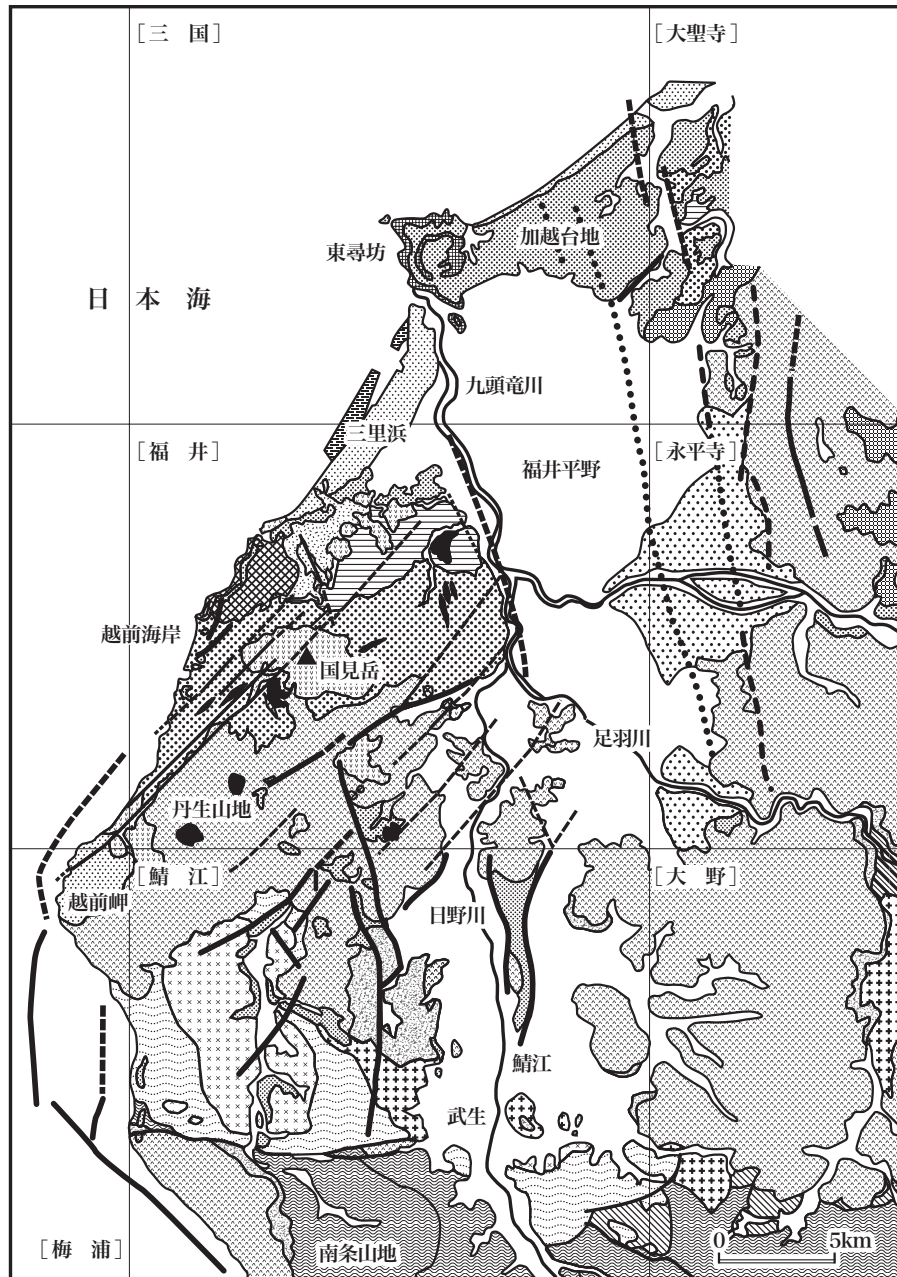 ［三　国］
［大聖寺］
加越台地
東尋坊
日　本　海
九頭竜川
三里浜
［福　井］
福井平野
［永平寺］
越前海岸
国見岳
足羽川
丹生山地
［鯖　江］
［大　野］
越前岬
日野川
鯖江
武生
［梅　浦］
南条山地
0　5km